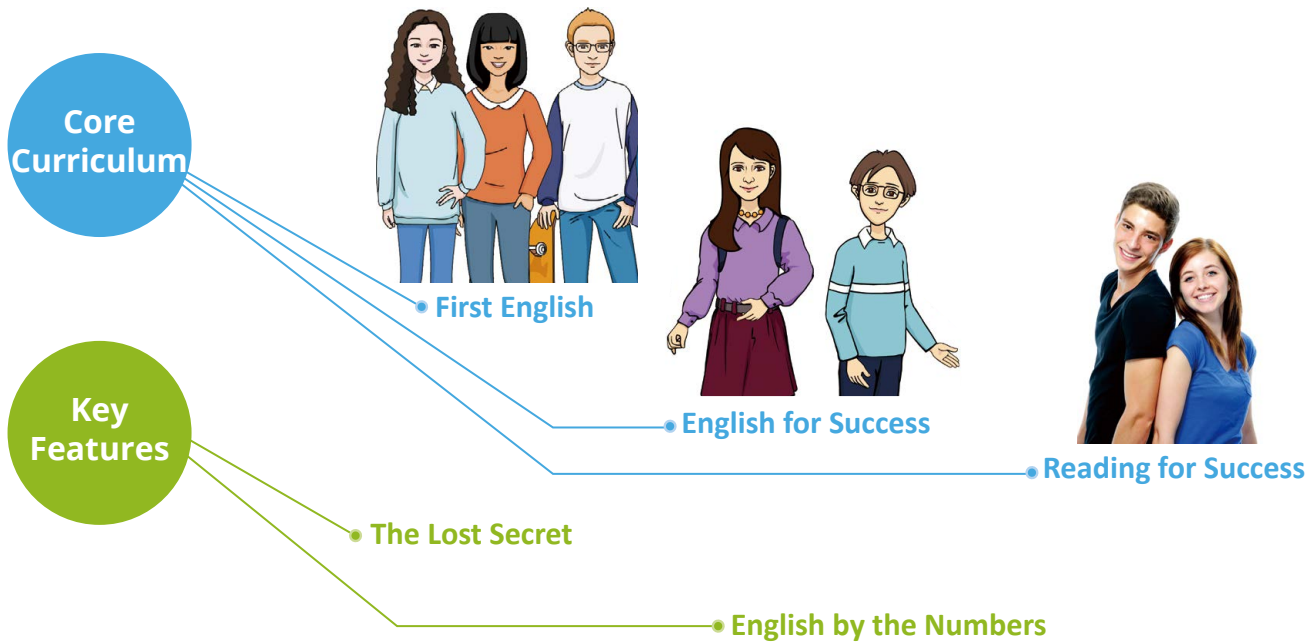 Core
Curriculum
First English
English for Success
Reading for Success
Key
Features
The Lost Secret
English by the Numbers